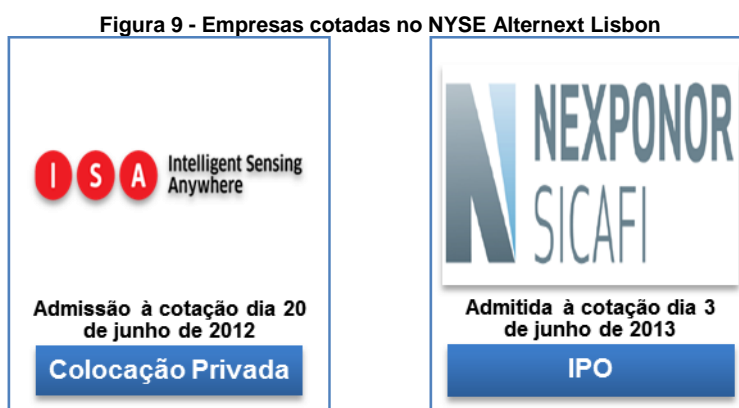 Figura 9 - Empresas cotadas no NYSE Alternext Lisbon
I S A
Intelligent Sensing
Anywhere
Admissão à cotação dia 20
de junho de 2012
Colocação Privada
NEXPONOR
SICAFI
Admitida à cotação dia 3
de junho de 2013
IPO